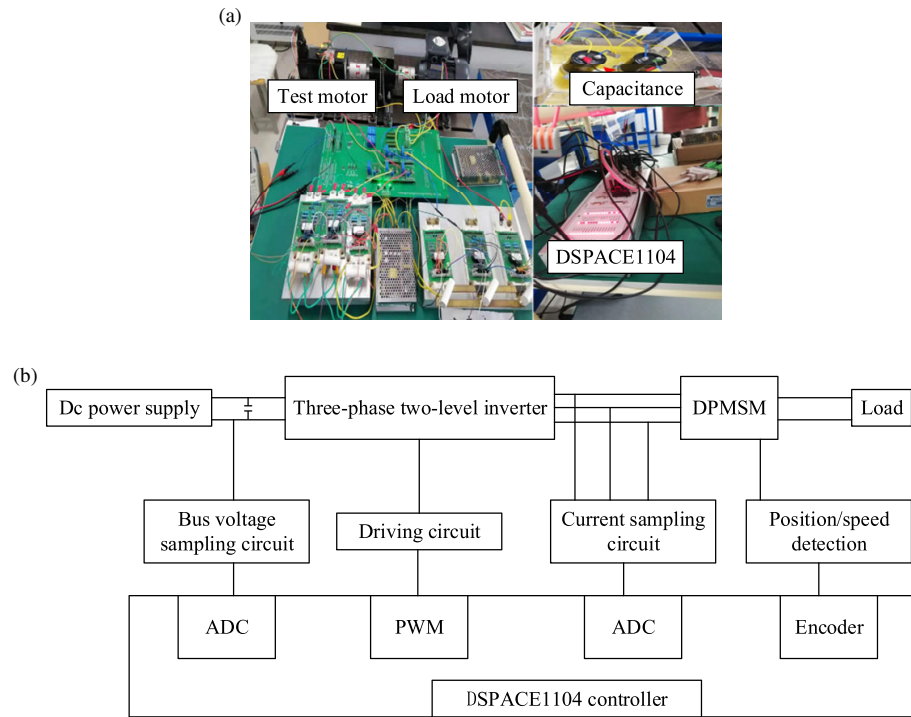 (a)
Test motor
Load motor
Capacitance
DSPACE1104
(b)
Dc power supply
Three-phase two-level inverter
DPMSM
Load
Bus voltage
sampling circuit
Driving circuit
Current sampling
circuit
Position/speed
detection
ADC
PWM
ADC
Encoder
DSPACE1104 controller